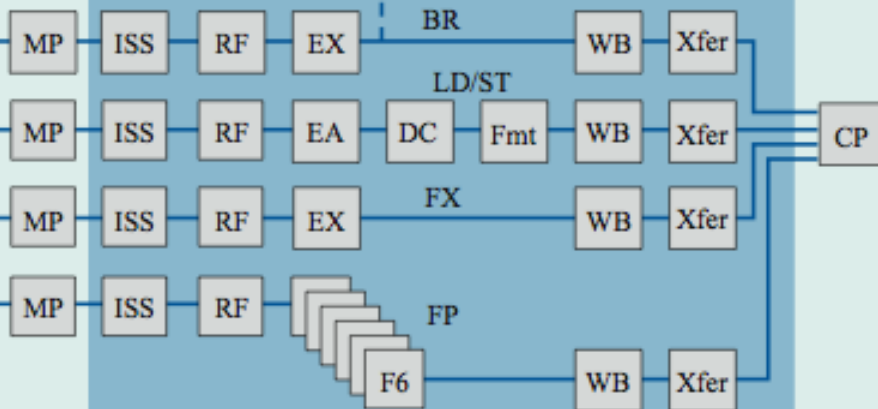 BR
MP ISS RF EX WB Xfer
LD/ST
MP ISS RF EA DC Fmt WB Xfer CP
FX
MP ISS RF EX WB Xfer
MP ISS RF FP
F6 WB Xfer